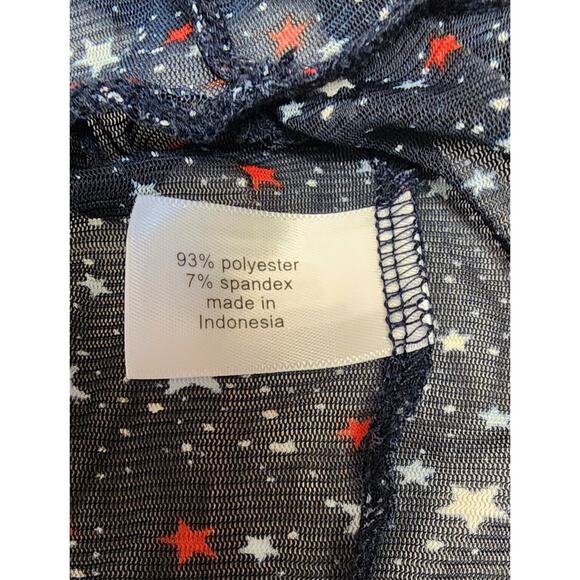 93% polyester
7% spandex
made in
Indonesia